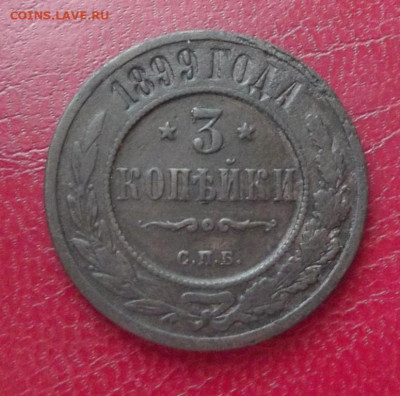 COINS.LAVE.RU
1899 ГОДА
3
КОПѢЙКИ
С.П.Б.